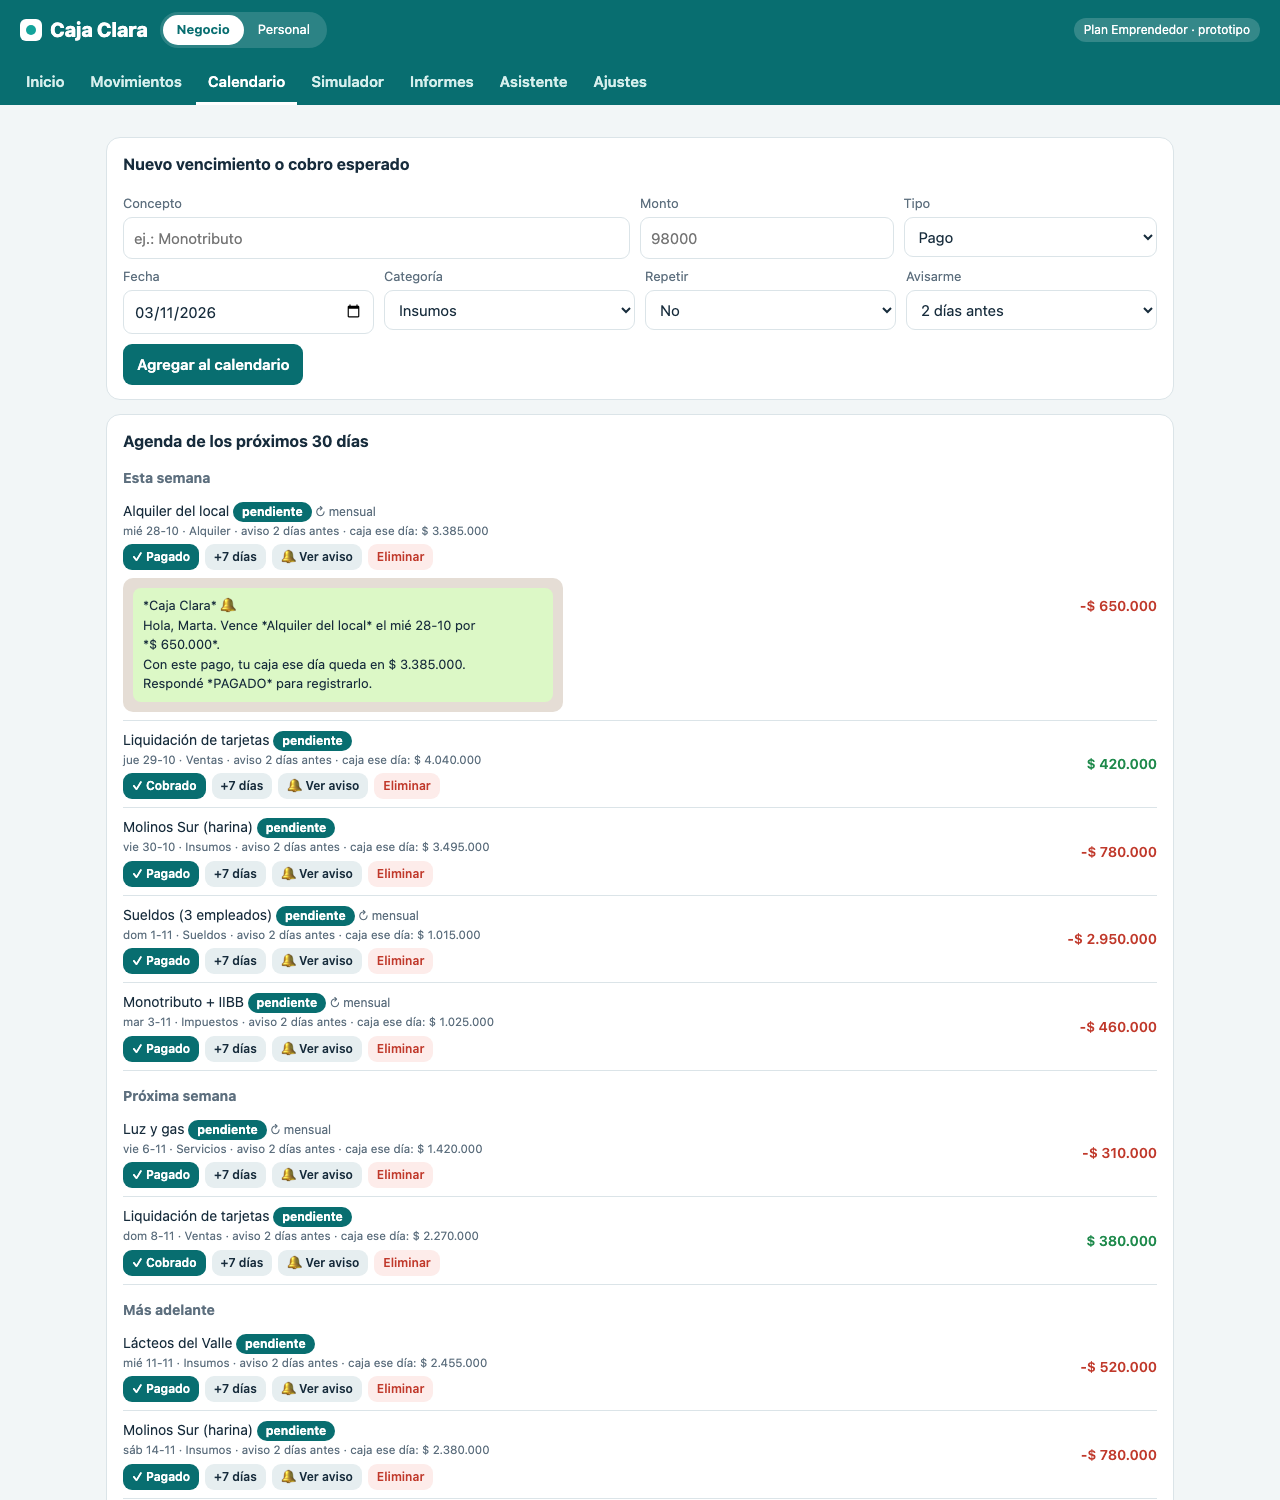 Caja Clara
Negocio
Personal
Plan Emprendedor · prototipo
Inicio
Movimientos
Calendario
Simulador
Informes
Asistente
Ajustes
Nuevo vencimiento o cobro esperado
Concepto
Monto
Tipo
ej.: Monotributo
98000
Pago
Fecha
Categoría
Repetir
Avisarme
03/11/2026
Insumos
No
2 días antes
Agregar al calendario
Agenda de los próximos 30 días
Esta semana
Alquiler del local pendiente ↻ mensual
mié 28-10 · Alquiler · aviso 2 días antes · caja ese día: $ 3.385.000
✓ Pagado +7 días 🔔 Ver aviso Eliminar
*Caja Clara* 🔔
Hola, Marta. Vence *Alquiler del local* el mié 28-10 por
*$ 650.000*.
Con este pago, tu caja ese día queda en $ 3.385.000.
Respondé *PAGADO* para registrarlo.
-$ 650.000
Liquidación de tarjetas pendiente
jue 29-10 · Ventas · aviso 2 días antes · caja ese día: $ 4.040.000
✓ Cobrado +7 días 🔔 Ver aviso Eliminar
$ 420.000
Molinos Sur (harina) pendiente
vie 30-10 · Insumos · aviso 2 días antes · caja ese día: $ 3.495.000
✓ Pagado +7 días 🔔 Ver aviso Eliminar
-$ 780.000
Sueldos (3 empleados) pendiente ↻ mensual
dom 1-11 · Sueldos · aviso 2 días antes · caja ese día: $ 1.015.000
✓ Pagado +7 días 🔔 Ver aviso Eliminar
-$ 2.950.000
Monotributo + IIBB pendiente ↻ mensual
mar 3-11 · Impuestos · aviso 2 días antes · caja ese día: $ 1.025.000
✓ Pagado +7 días 🔔 Ver aviso Eliminar
-$ 460.000
Próxima semana
Luz y gas pendiente ↻ mensual
vie 6-11 · Servicios · aviso 2 días antes · caja ese día: $ 1.420.000
✓ Pagado +7 días 🔔 Ver aviso Eliminar
-$ 310.000
Liquidación de tarjetas pendiente
dom 8-11 · Ventas · aviso 2 días antes · caja ese día: $ 2.270.000
✓ Cobrado +7 días 🔔 Ver aviso Eliminar
$ 380.000
Más adelante
Lácteos del Valle pendiente
mié 11-11 · Insumos · aviso 2 días antes · caja ese día: $ 2.455.000
✓ Pagado +7 días 🔔 Ver aviso Eliminar
-$ 520.000
Molinos Sur (harina) pendiente
sáb 14-11 · Insumos · aviso 2 días antes · caja ese día: $ 2.380.000
✓ Pagado +7 días 🔔 Ver aviso Eliminar
-$ 780.000